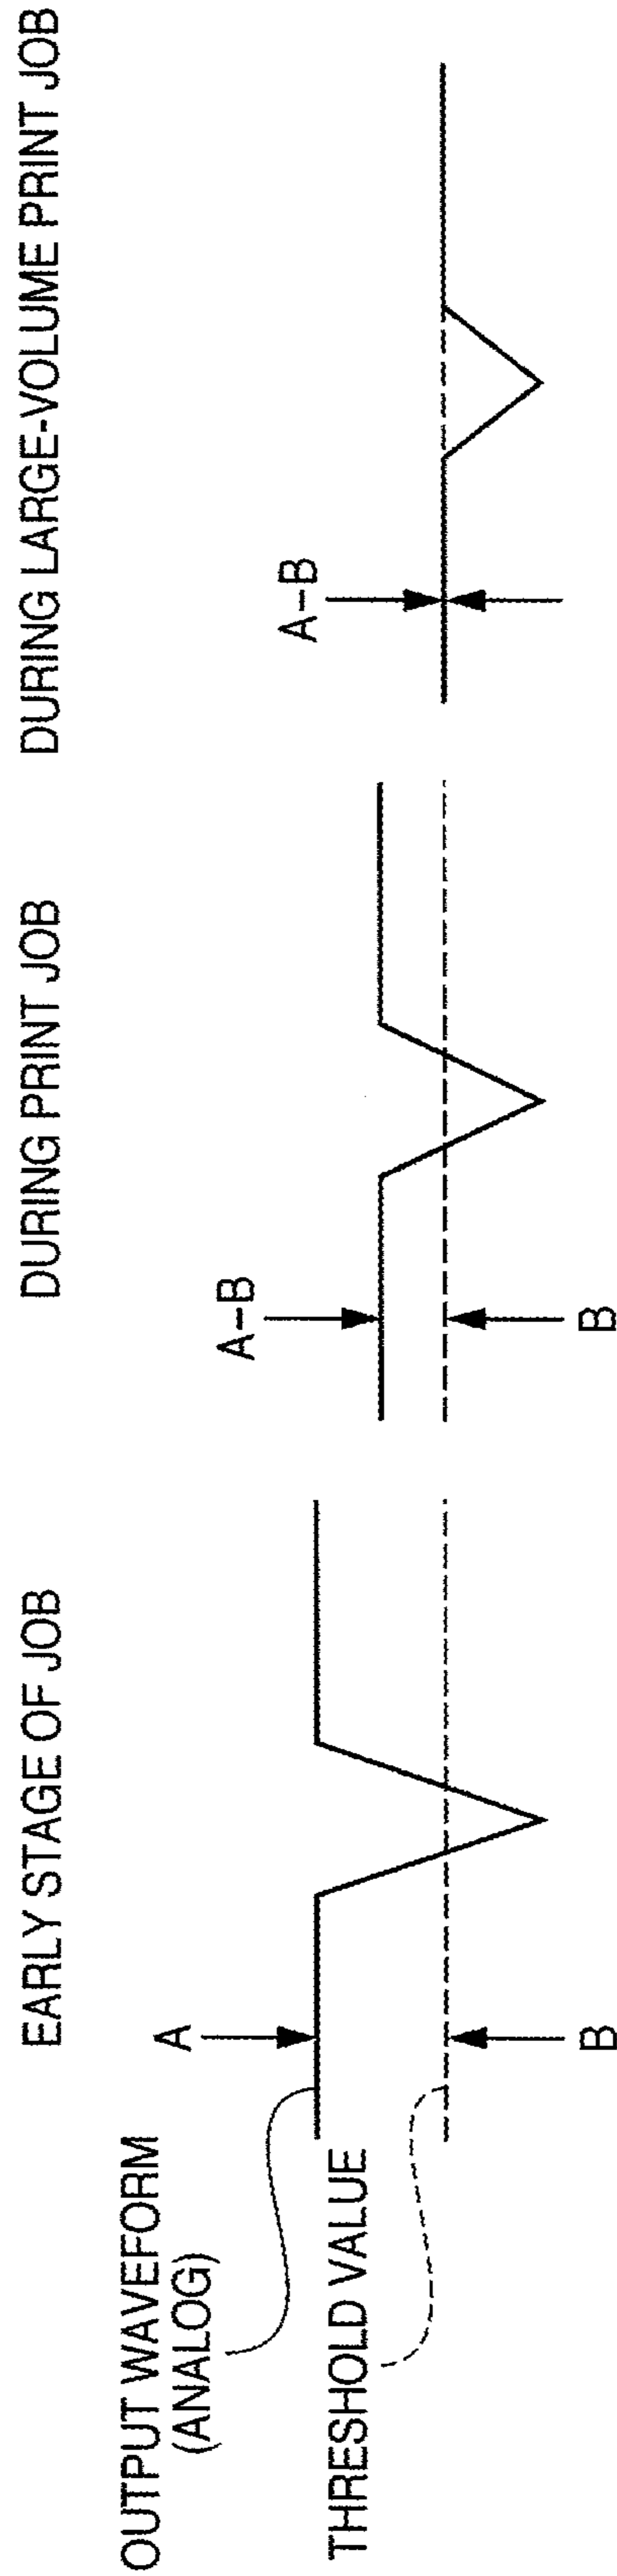 EARLY STAGE OF JOB
DURING PRINT JOB
DURING LARGE-VOLUME PRINT JOB
OUTPUT WAVEFORM
(ANALOG)
THRESHOLD VALUE
A
B
A-B
B
A-B